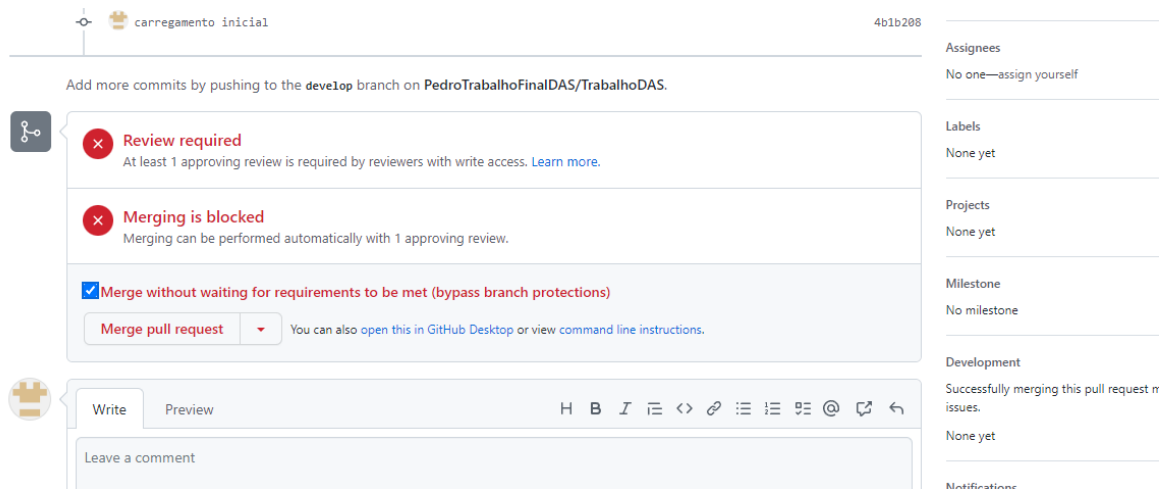 carregamento inicial 4b1b208
Add more commits by pushing to the develop branch on PedroTrabalhoFinalDAS/TrabalhoDAS.
Review required
At least 1 approving review is required by reviewers with write access. Learn more.
Merging is blocked
Merging can be performed automatically with 1 approving review.
Merge without waiting for requirements to be met (bypass branch protections)
Merge pull request
You can also open this in GitHub Desktop or view command line instructions.
Write Preview
H B I <> @
Leave a comment
Assignees
No one—assign yourself
Labels
None yet
Projects
None yet
Milestone
No milestone
Development
Successfully merging this pull request
issues.
None yet
Notifications